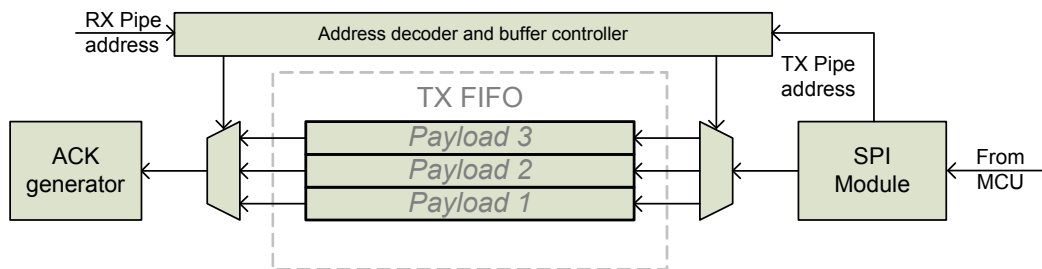 RX Pipe
address
Address decoder and buffer controller
TX Pipe
address
TX FIFO
Payload 3
Payload 2
Payload 1
ACK
generator
SPI
Module
From
MCU